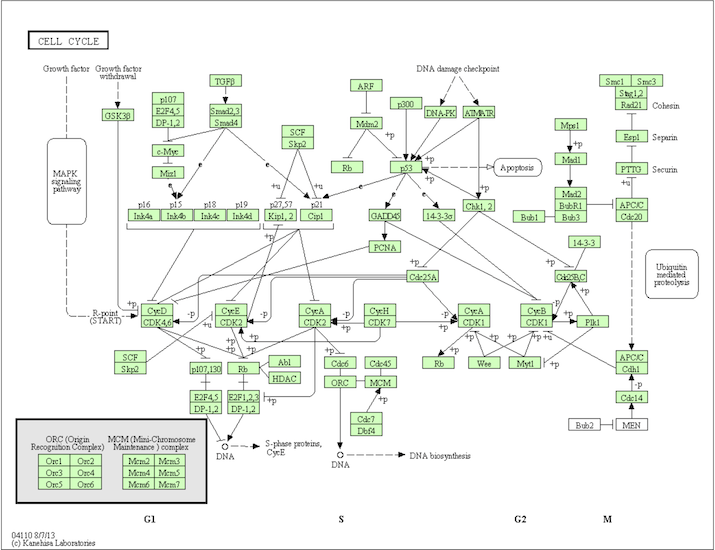 CELL CYCLE
Growth factor
Growth factor
withdrawal
TGFβ
ARF
DNA damage checkpoint
Smc1 Smc3
Stag1,2
Rad21
Cohesin
GSK3β
p107
E2F4,5
DP-1,2
Smad2,3
Smad4
p300
DNA-PK
ATM/ATR
Mdm2
SCF
Skp2
+p
+p
Mps1
Esp1
Separin
c-Myc
Miz1
Rb
p53
Apoptosis
Mad1
PTTG
Securin
MAPK
signaling
pathway
e
e
e
+u
+p
+p
+u
e
e
Mad2
BubR1
Bub3
Bub1
+p
APC/C
Cdc20
p16 p15 p18 p19
Ink4a Ink4b Ink4c Ink4d
p27,57 p21
Kip1, 2 Cip1
GADD45
14-3-3σ
Chk1, 2
+p
PCNA
14-3-3
+p
+p
Cdc25A
+p
Cdc25B,C
Ubiquitin
mediated
proteolysis
+p
R-point
(START)
CycD
CDK4,6
-p
+u
CycE
CDK2
-p
CycA
CDK2
+p
CycH
CDK7
-p
CycA
CDK1
CycB
CDK1
-p
+p
Plk1
+p
+p
+p
+p
+u
SCF
Skp2
+p
p107,130
Rb
Abl
HDAC
+p
Cdc6
Cdc45
ORC
MCM
Rb
Wee
Myt1
+p
APC/C
Cdh1
E2F4,5
DP-1,2
E2F1,2,3
DP-1,2
+p
+p
Cdc7
Dbf4
-p
Cdc14
+p
Bub2
MEN
DNA
S-phase proteins,
CycE
DNA
DNA biosynthesis
ORC (Origin
Recognition Complex)
MCM (Mini-Chromosome
Maintenance ) complex
Orc1 Orc2 Mcm2 Mcm3
Orc3 Orc4 Mcm4 Mcm5
Orc5 Orc6 Mcm6 Mcm7
G1 S G2 M
04110 8/7/13
(c) Kanehisa Laboratories